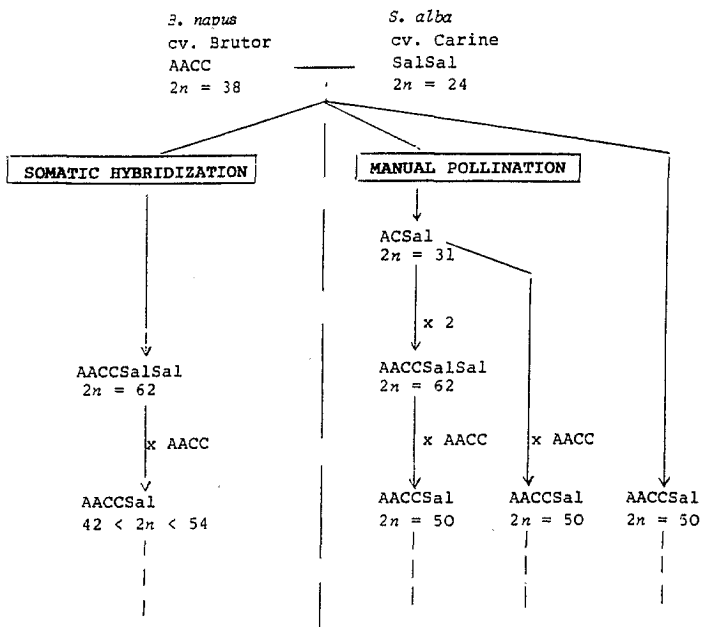 B. napus
cv. Brutor
AACC
2n = 38
S. alba
cv. Carine
SalSal
2n = 24
SOMATIC HYBRIDIZATION
MANUAL POLLINATION
ACSal
2n = 31
x 2
AACCSalSal
2n = 62
AACCSalSal
2n = 62
x AACC
x AACC
x AACC
AACCSal
42 < 2n < 54
AACCSal
2n = 50
AACCSal
2n = 50
AACCSal
2n = 50